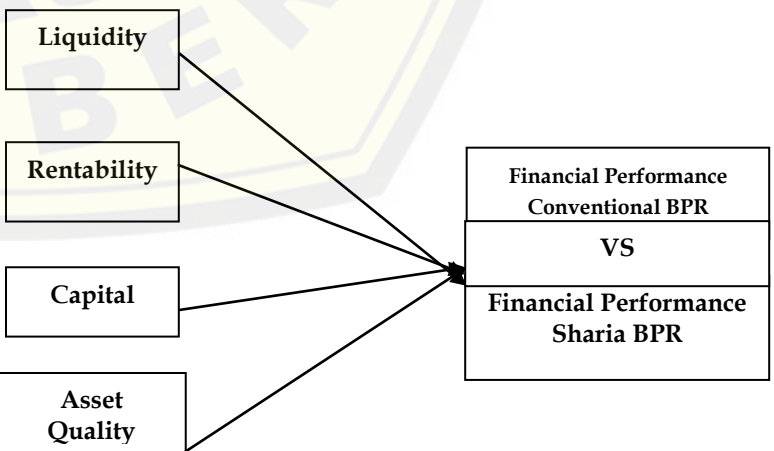 Liquidity
Rentability
Capital
Asset
Quality
Financial Performance
Conventional BPR
VS
Financial Performance
Sharia BPR